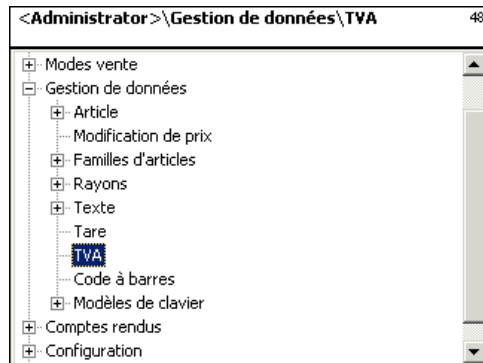 <Administrator>\Gestion de données\TVA 48
Modes vente
Gestion de données
Article
Modification de prix
Familles d'articles
Rayons
Texte
Tare
TVA
Code à barres
Modèles de clavier
Comptes rendus
Configuration